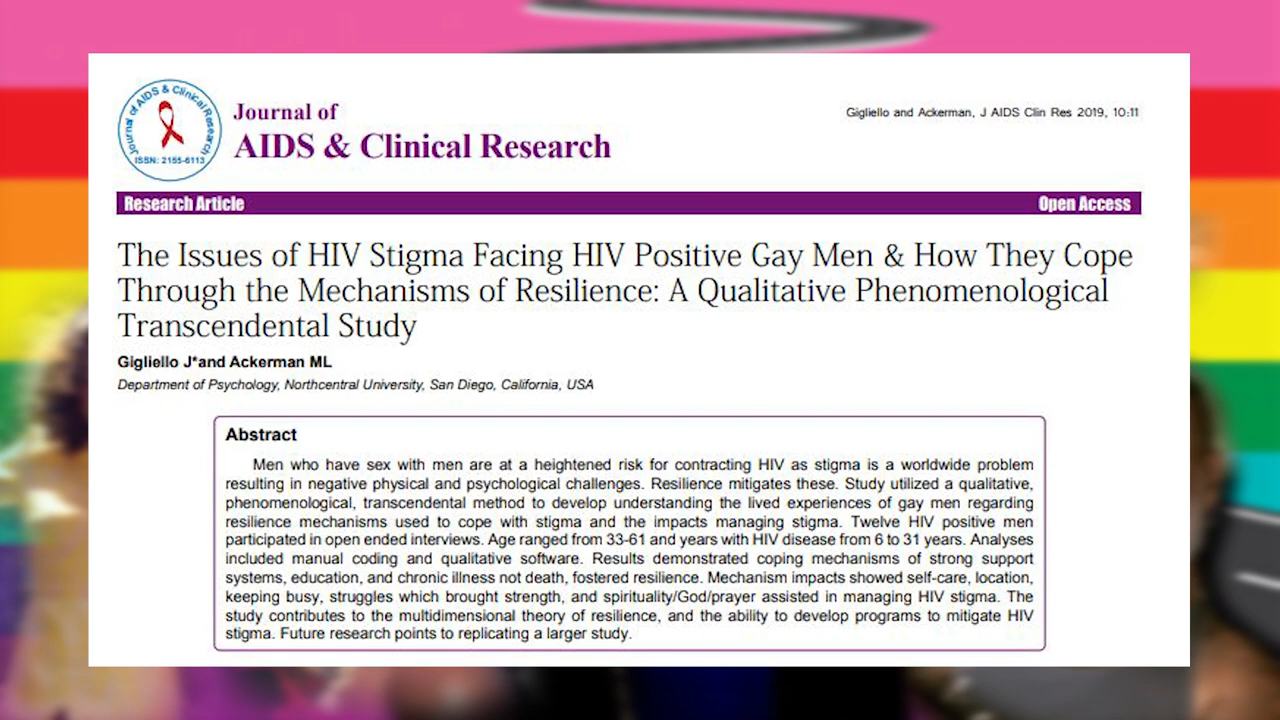 Journal of AIDS & Clinical Research
ISSN: 2155-6113
Journal of
AIDS & Clinical Research
Gigliello and Ackerman, J AIDS Clin Res 2019, 10:11
Research Article
Open Access
The Issues of HIV Stigma Facing HIV Positive Gay Men & How They Cope
Through the Mechanisms of Resilience: A Qualitative Phenomenological
Transcendental Study
Gigliello J*and Ackerman ML
Department of Psychology, Northcentral University, San Diego, California, USA
Abstract
Men who have sex with men are at a heightened risk for contracting HIV as stigma is a worldwide problem
resulting in negative physical and psychological challenges. Resilience mitigates these. Study utilized a qualitative,
phenomenological, transcendental method to develop understanding the lived experiences of gay men regarding
resilience mechanisms used to cope with stigma and the impacts managing stigma. Twelve HIV positive men
participated in open ended interviews. Age ranged from 33-61 and years with HIV disease from 6 to 31 years. Analyses
included manual coding and qualitative software. Results demonstrated coping mechanisms of strong support
systems, education, and chronic illness not death, fostered resilience. Mechanism impacts showed self-care, location,
keeping busy, struggles which brought strength, and spirituality/God/prayer assisted in managing HIV stigma. The
study contributes to the multidimensional theory of resilience, and the ability to develop programs to mitigate HIV
stigma. Future research points to replicating a larger study.